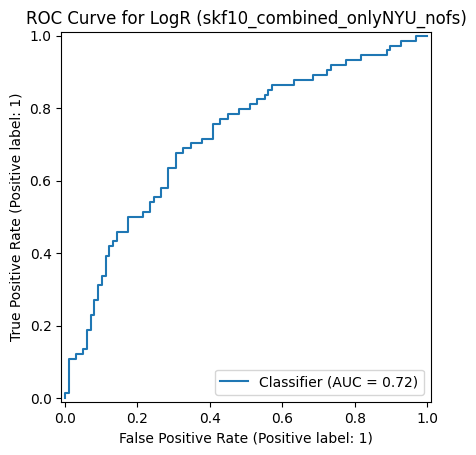 ROC Curve for LogR (skf10_combined_onlyNYU_nofs)
True Positive Rate (Positive label: 1)
1.0
0.8
0.6
0.4
0.2
0.0
Classifier (AUC = 0.72)
0.0 0.2 0.4 0.6 0.8 1.0
False Positive Rate (Positive label: 1)